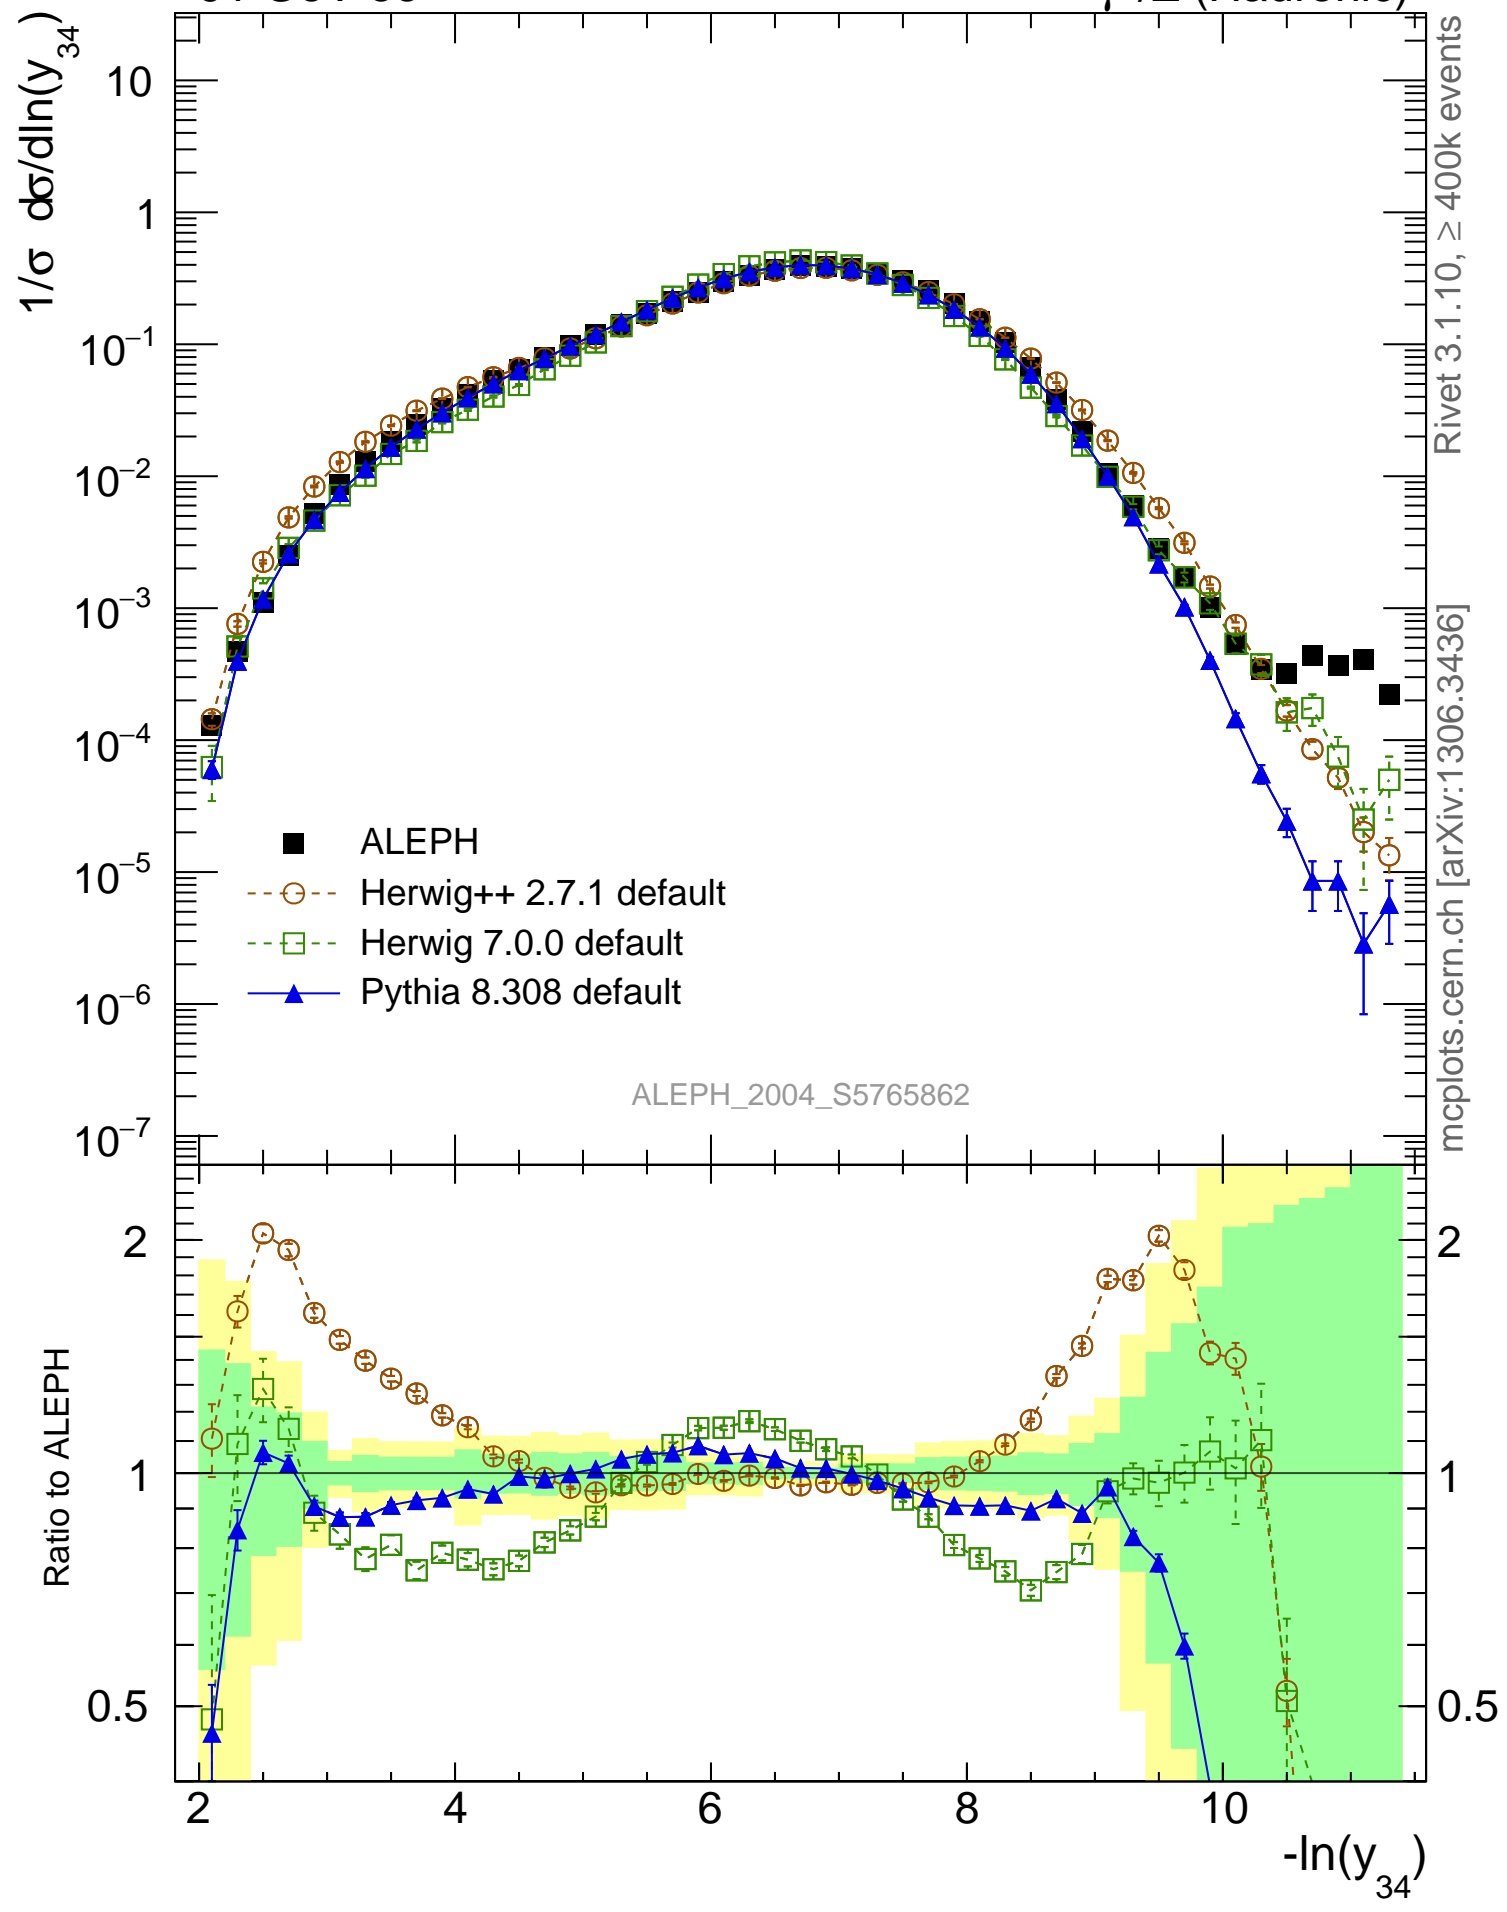 1/σ dσ/dln(y34)
10
1
10−1
10−2
10−3
10−4
10−5
10−6
10−7
ALEPH
Herwig++ 2.7.1 default
Herwig 7.0.0 default
Pythia 8.308 default
ALEPH_2004_S5765862
Rivet 3.1.10, ≥ 400k events
mcplots.cern.ch [arXiv:1306.3436]
Ratio to ALEPH
2
1
0.5
2
1
0.5
2 4 6 8 10
-ln(y34)